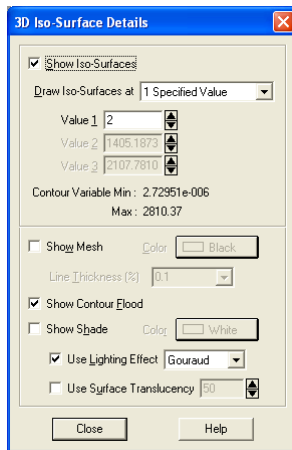 3D Iso-Surface Details
Show Iso-Surfaces
Draw Iso-Surfaces at 1 Specified Value
Value 1 2
Value 2 1405.1873
Value 3 2107.7810
Contour Variable Min : 2.72951e-006
Max : 2810.37
Show Mesh Color Black
Line Thickness (%) 0.1
Show Contour Flood
Show Shade Color White
Use Lighting Effect Gouraud
Use Surface Translucency 50
Close Help